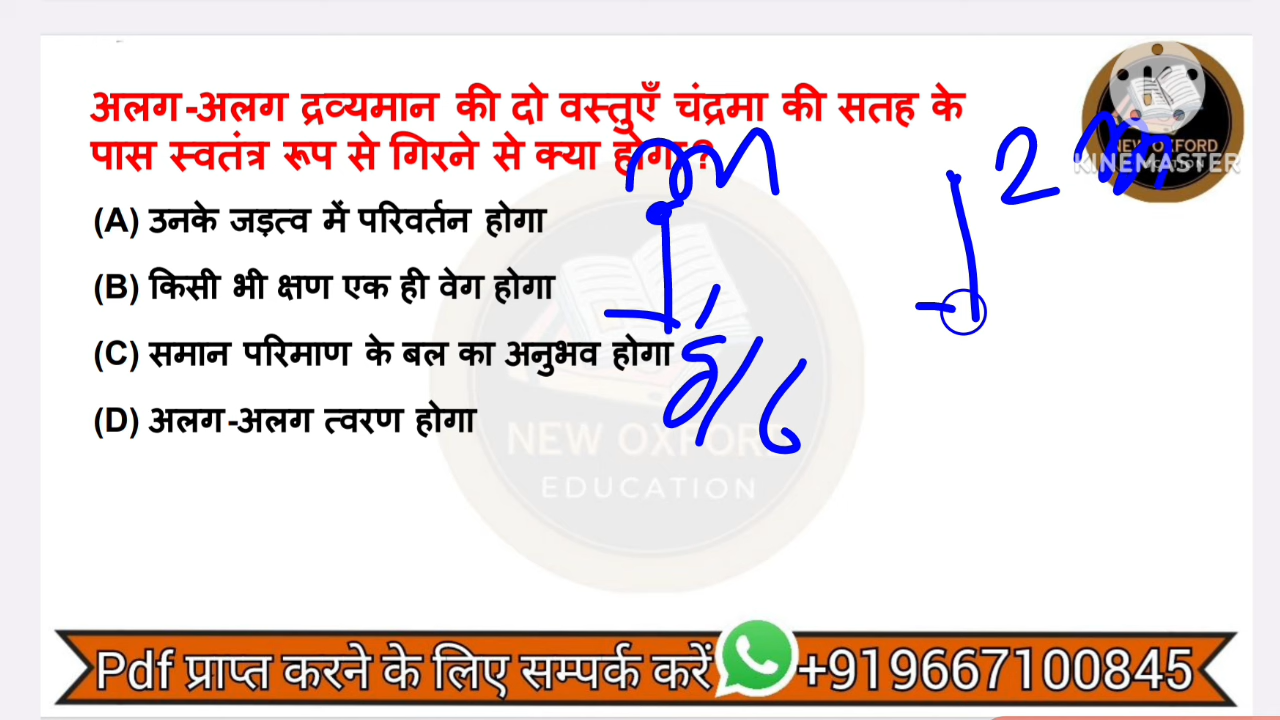 अलग-अलग द्रव्यमान की दो वस्तुएँ चंद्रमा की सतह के
पास स्वतंत्र रूप से गिरने से क्या होगा?
(A) उनके जड़त्व में परिवर्तन होगा
(B) किसी भी क्षण एक ही वेग होगा
(C) समान परिमाण के बल का अनुभव होगा
(D) अलग-अलग त्वरण होगा
m
2 m
g/6
NEW OXFORD
KINEMASTER
NEW OXFORD
EDUCATION
Pdf प्राप्त करने के लिए सम्पर्क करें +919667100845